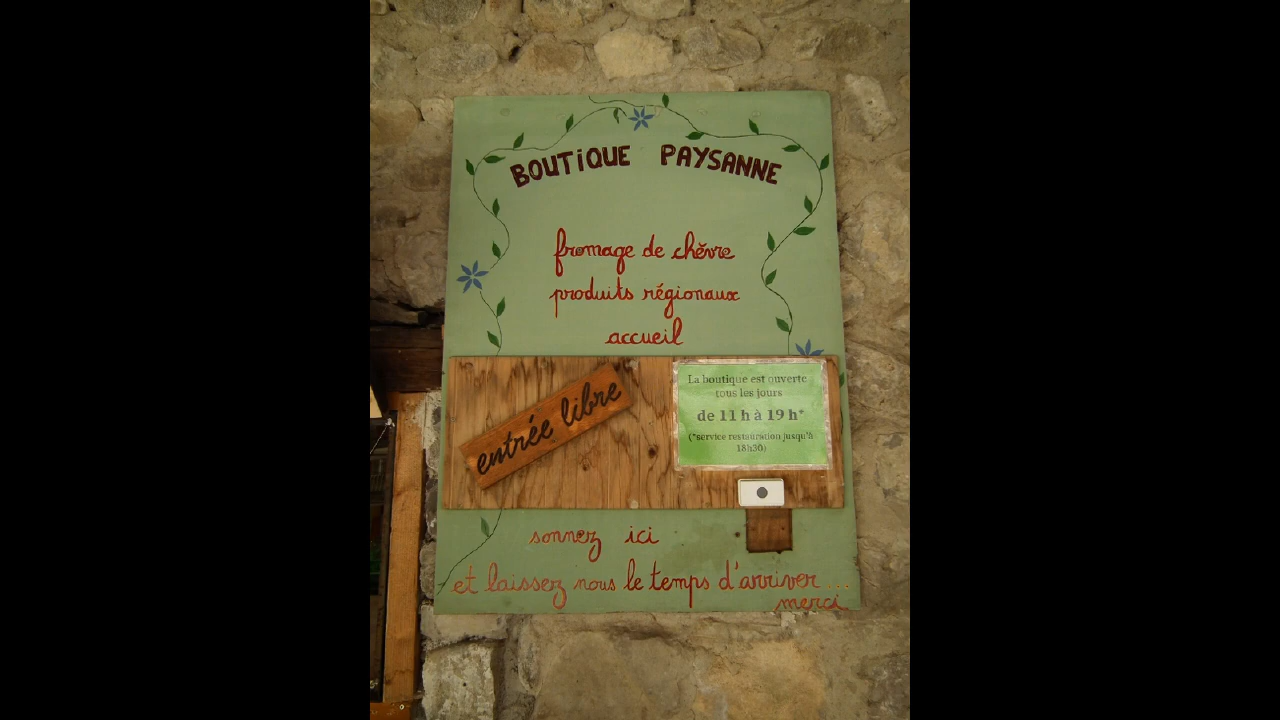 BOUTiQUE PAYSANNE
fromage de chèvre
produits régionaux
accueil
entrée libre
La boutique est ouverte
tous les jours
de 11 h à 19 h*
(*service restauration jusqu'à
18h30)
sonnez ici
et laissez nous le temps d'arriver...
merci